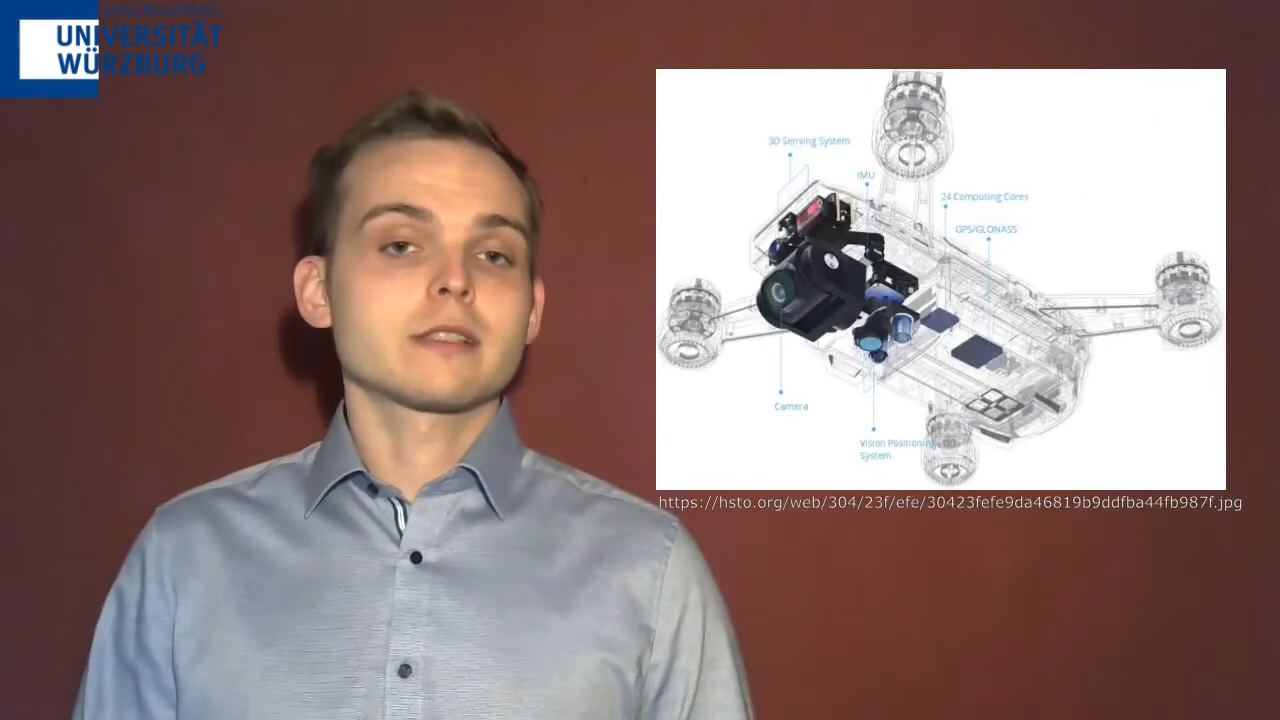 UNIVERSITÄT
WÜRZBURG
3D Sensing System
IMU
24 Computing Cores
GPS/GLONASS
Camera
Vision Positioning
System
https://hsto.org/web/304/23f/efe/30423fefe9da46819b9ddfba44fb987f.jpg